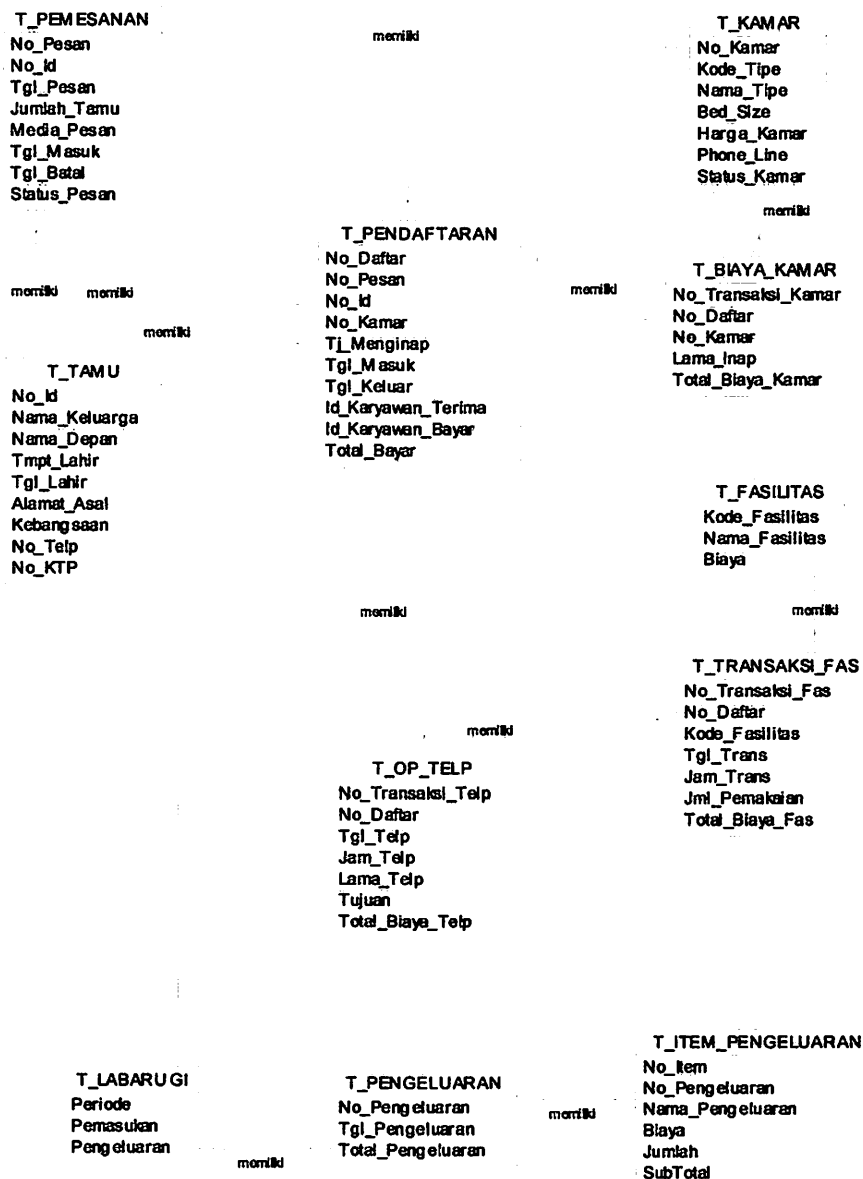 T_PEMESANAN
No_Pesan
No_Id
Tgl_Pesan
Jumlah_Tamu
Media_Pesan
Tgl_Masuk
Tgl_Batal
Status_Pesan
memiliki
T_KAMAR
No_Kamar
Kode_Tipe
Nama_Tipe
Bed_Size
Harga_Kamar
Phone_Line
Status_Kamar
memiliki
T_PENDAFTARAN
No_Daftar
No_Pesan
No_Id
No_Kamar
Tj_Menginap
Tgl_Masuk
Tgl_Keluar
Id_Karyawan_Terima
Id_Karyawan_Bayar
Total_Bayar
memiliki
T_BIAYA_KAMAR
No_Transaksi_Kamar
No_Daftar
No_Kamar
Lama_Inap
Total_Biaya_Kamar
memiliki
memiliki
memiliki
T_TAMU
No_Id
Nama_Keluarga
Nama_Depan
Tmpt_Lahir
Tgl_Lahir
Alamat_Asal
Kebangsaan
No_Telp
No_KTP
T_FASILITAS
Kode_Fasilitas
Nama_Fasilitas
Biaya
memiliki
memiliki
T_TRANSAKSI_FAS
No_Transaksi_Fas
No_Daftar
Kode_Fasilitas
Tgl_Trans
Jam_Trans
Jml_Pemakaian
Total_Biaya_Fas
memiliki
T_OP_TELP
No_Transaksi_Telp
No_Daftar
Tgl_Telp
Jam_Telp
Lama_Telp
Tujuan
Total_Biaya_Telp
T_LABARUGI
Periode
Pemasukan
Pengeluaran
memiliki
T_PENGELUARAN
No_Pengeluaran
Tgl_Pengeluaran
Total_Pengeluaran
memiliki
T_ITEM_PENGELUARAN
No_Item
No_Pengeluaran
Nama_Pengeluaran
Biaya
Jumlah
SubTotal